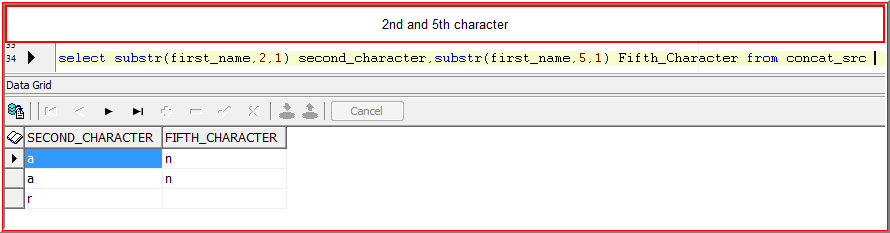 2nd and 5th character
33
34 select substr(first_name,2,1) second_character,substr(first_name,5,1) Fifth_Character from concat_src
Data Grid
Cancel
SECOND_CHARACTER FIFTH_CHARACTER
a n
a n
r